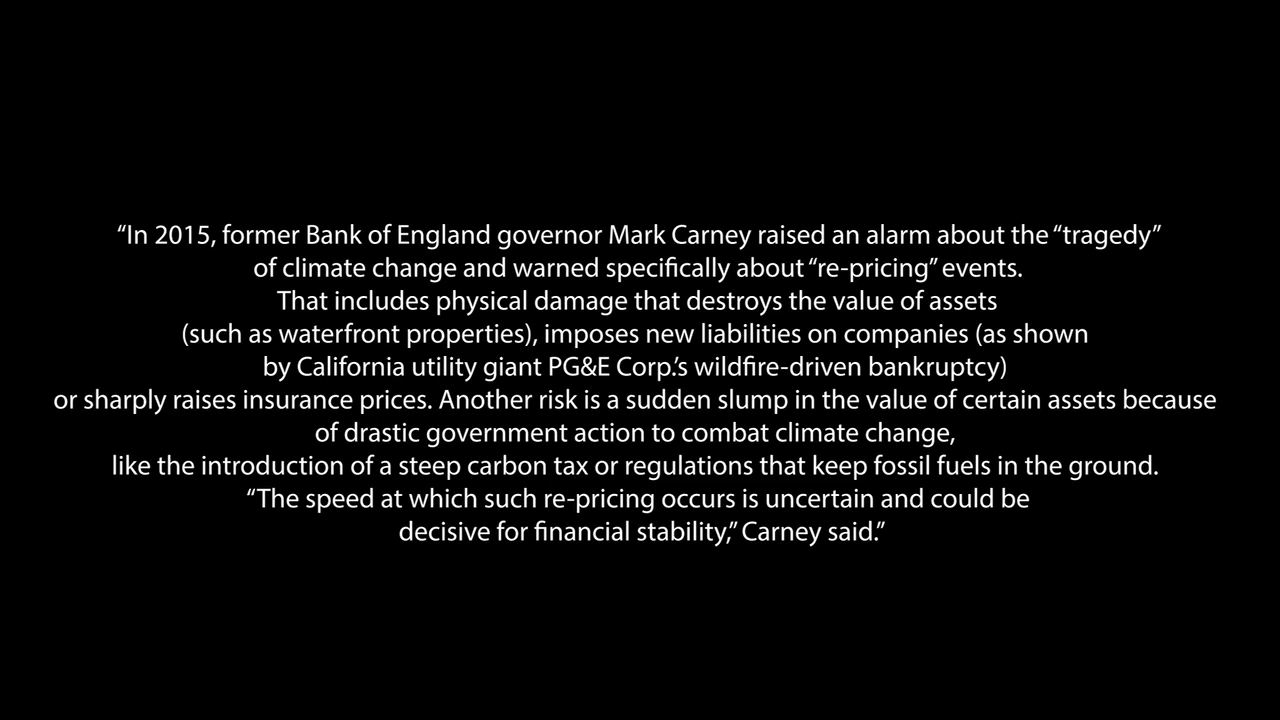 “In 2015, former Bank of England governor Mark Carney raised an alarm about the “tragedy”
of climate change and warned specifically about “re-pricing” events.
That includes physical damage that destroys the value of assets
(such as waterfront properties), imposes new liabilities on companies (as shown
by California utility giant PG&E Corp.’s wildfire-driven bankruptcy)
or sharply raises insurance prices. Another risk is a sudden slump in the value of certain assets because
of drastic government action to combat climate change,
like the introduction of a steep carbon tax or regulations that keep fossil fuels in the ground.
“The speed at which such re-pricing occurs is uncertain and could be
decisive for financial stability,” Carney said.”